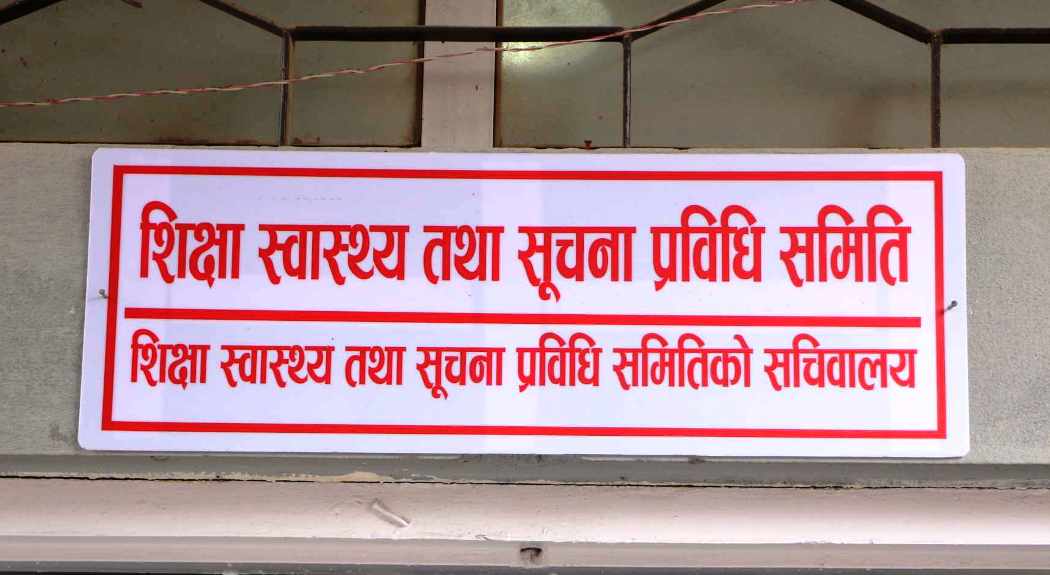 शिक्षा स्वास्थ्य तथा सूचना प्रविधि समिति
शिक्षा स्वास्थ्य तथा सूचना प्रविधि समितिको सचिवालय